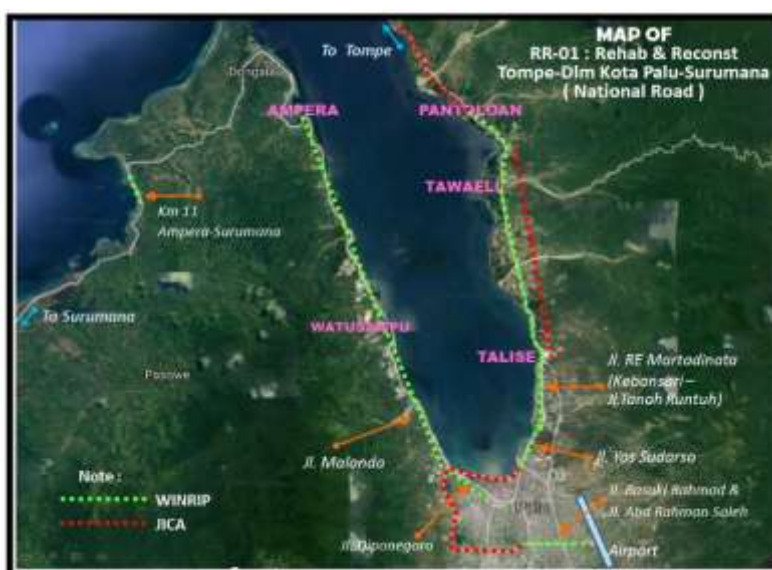 MAP OF
RR-01 : Rehab & Reconst
Tompe-Dlm Kota Palu-Surumana
( National Road )
To Tompe
AMPERA
PANTOLOAN
TAWAELI
Km 11
Ampera-Surumana
To Surumana
WATUSAMPU
TALISE
Jl. RE Martadinata
(Kebonsari –
Jl.Tanah Runtuh)
Jl. Malonda
Jl. Yos Sudarso
Note :
WINRIP
JICA
Jl. Basuki Rahmad &
Jl. Abd Rahman Saleh
Jl. Diponegoro
Airport